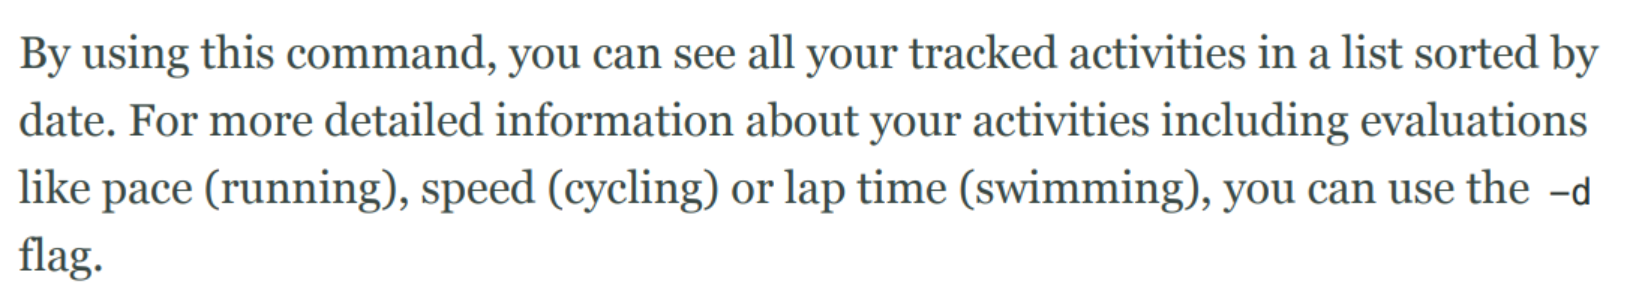 By using this command, you can see all your tracked activities in a list sorted by
date. For more detailed information about your activities including evaluations
like pace (running), speed (cycling) or lap time (swimming), you can use the -d
flag.